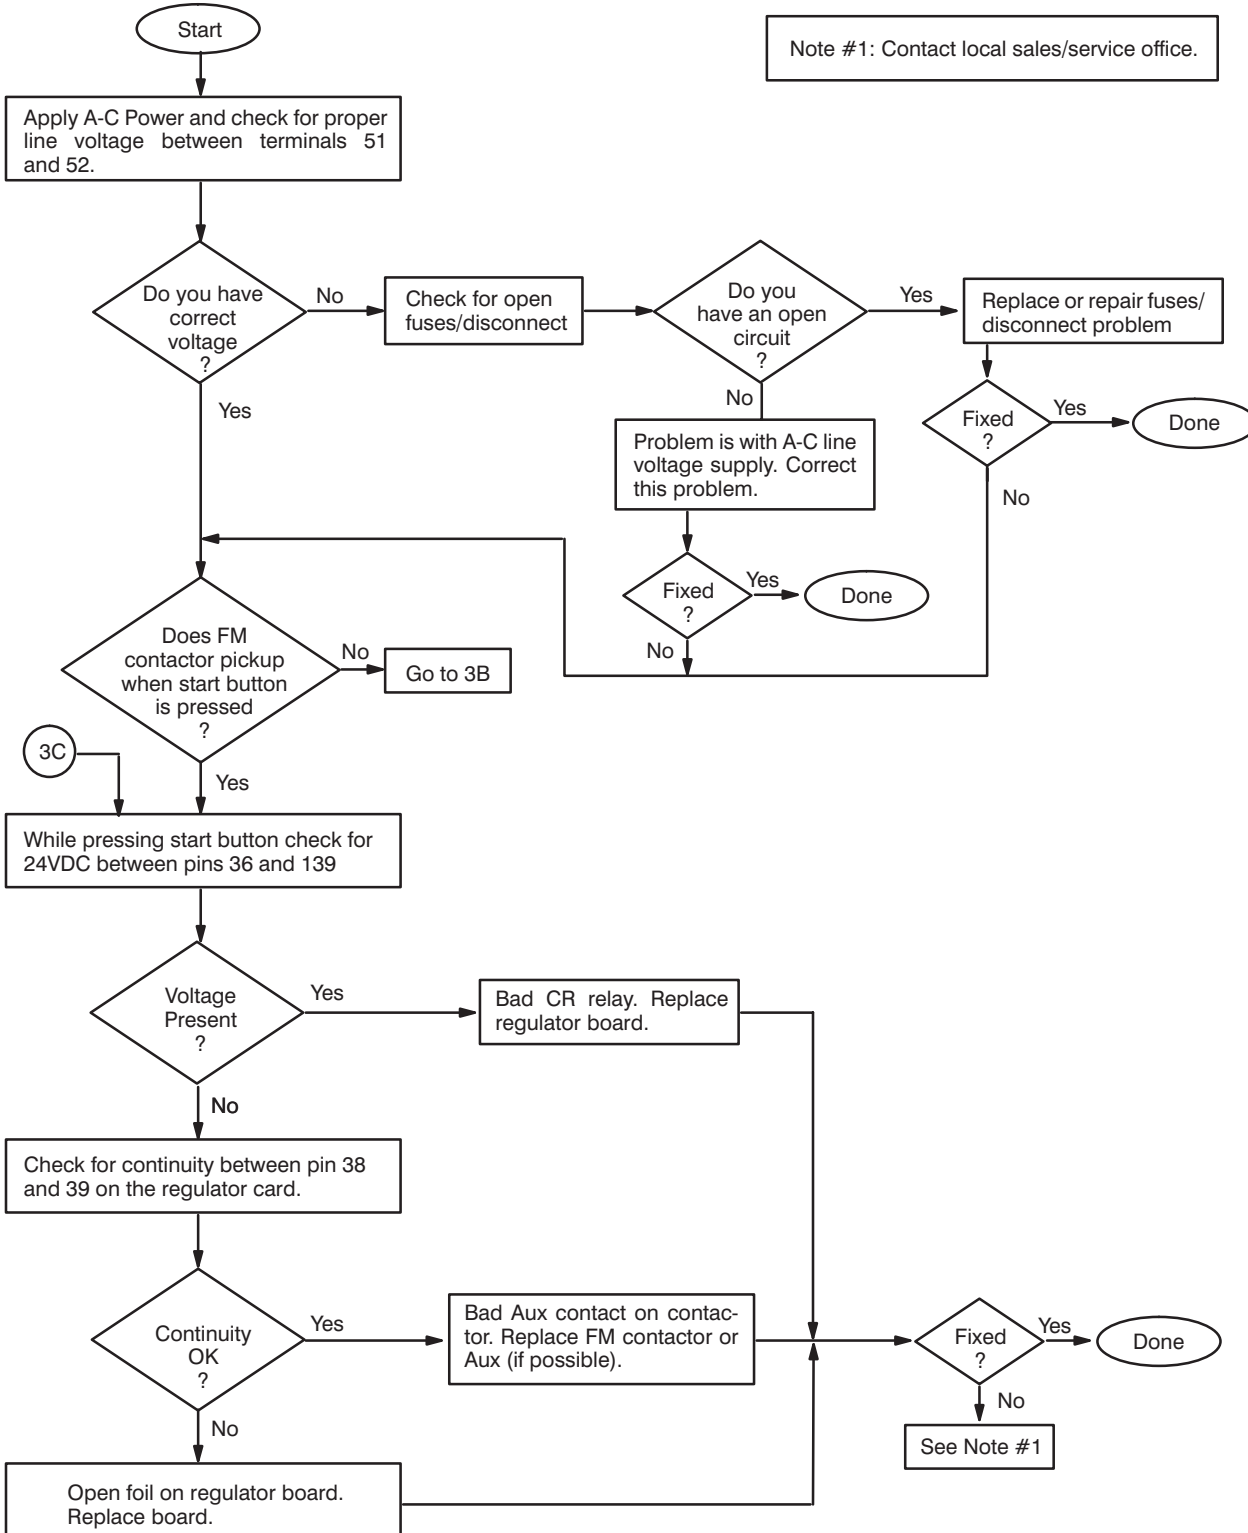 Start
Note #1: Contact local sales/service office.
Apply A-C Power and check for proper
line voltage between terminals 51
and 52.
Do you have
correct
voltage
?
No
Check for open
fuses/disconnect
Do you
have an open
circuit
?
Yes
Replace or repair fuses/
disconnect problem
Yes
No
Fixed
?
Yes
Done
No
Problem is with A-C line
voltage supply. Correct
this problem.
Fixed
?
Yes
Done
No
Does FM
contactor pickup
when start button
is pressed
?
No
Go to 3B
3C
Yes
While pressing start button check for
24VDC between pins 36 and 139
Voltage
Present
?
Yes
Bad CR relay. Replace
regulator board.
No
Check for continuity between pin 38
and 39 on the regulator card.
Continuity
OK
?
Yes
Bad Aux contact on contac-
tor. Replace FM contactor or
Aux (if possible).
Fixed
?
Yes
Done
No
See Note #1
No
Open foil on regulator board.
Replace board.